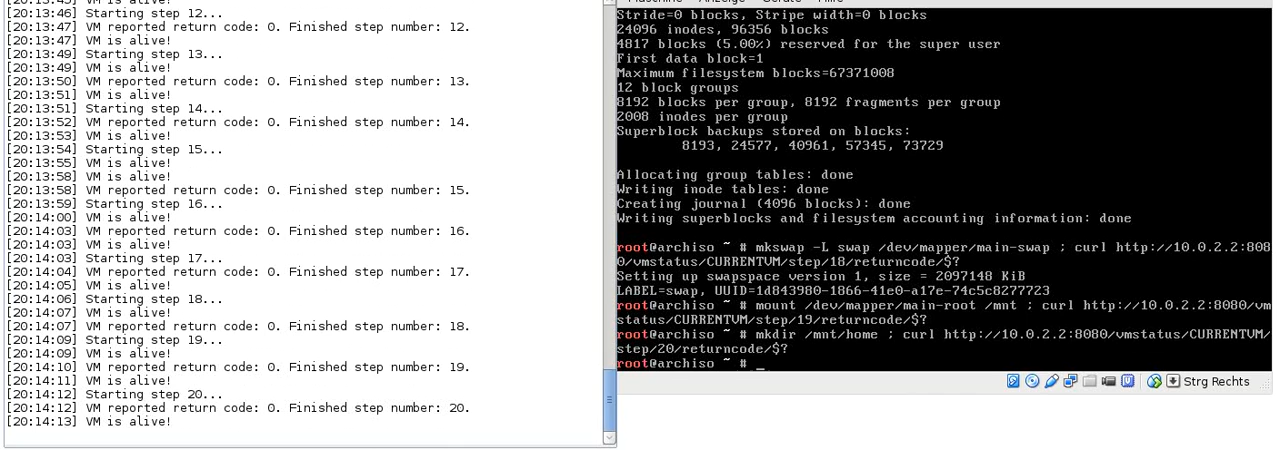 [20:13:46] Starting step 12...
[20:13:47] VM reported return code: 0. Finished step number: 12.
[20:13:47] VM is alive!
[20:13:49] Starting step 13...
[20:13:49] VM is alive!
[20:13:50] VM reported return code: 0. Finished step number: 13.
[20:13:51] VM is alive!
[20:13:51] Starting step 14...
[20:13:52] VM reported return code: 0. Finished step number: 14.
[20:13:53] VM is alive!
[20:13:54] Starting step 15...
[20:13:55] VM is alive!
[20:13:58] VM is alive!
[20:13:58] VM reported return code: 0. Finished step number: 15.
[20:13:59] Starting step 16...
[20:14:00] VM is alive!
[20:14:03] VM reported return code: 0. Finished step number: 16.
[20:14:03] VM is alive!
[20:14:03] Starting step 17...
[20:14:04] VM reported return code: 0. Finished step number: 17.
[20:14:05] VM is alive!
[20:14:06] Starting step 18...
[20:14:07] VM is alive!
[20:14:07] VM reported return code: 0. Finished step number: 18.
[20:14:09] Starting step 19...
[20:14:09] VM is alive!
[20:14:10] VM reported return code: 0. Finished step number: 19.
[20:14:11] VM is alive!
[20:14:12] Starting step 20...
[20:14:12] VM reported return code: 0. Finished step number: 20.
[20:14:13] VM is alive!
Stride=0 blocks, Stripe width=0 blocks
24096 inodes, 96356 blocks
4817 blocks (5.00%) reserved for the super user
First data block=1
Maximum filesystem blocks=67371008
12 block groups
8192 blocks per group, 8192 fragments per group
2008 inodes per group
Superblock backups stored on blocks:
8193, 24577, 40961, 57345, 73729
Allocating group tables: done
Writing inode tables: done
Creating journal (4096 blocks): done
Writing superblocks and filesystem accounting information: done
root@archiso ~ # mkswap -L swap /dev/mapper/main-swap ; curl http://10.0.2.2:808
0/vmstatus/CURRENTVM/step/18/returncode/$?
Setting up swapspace version 1, size = 2097148 KiB
LABEL=swap, UUID=1d843980-1866-41e0-a17e-74c5c8277723
root@archiso ~ # mount /dev/mapper/main-root /mnt ; curl http://10.0.2.2:8080/vm
status/CURRENTVM/step/19/returncode/$?
root@archiso ~ # mkdir /mnt/home ; curl http://10.0.2.2:8080/vmstatus/CURRENTVM/
step/20/returncode/$?
root@archiso ~ # _
Strg Rechts